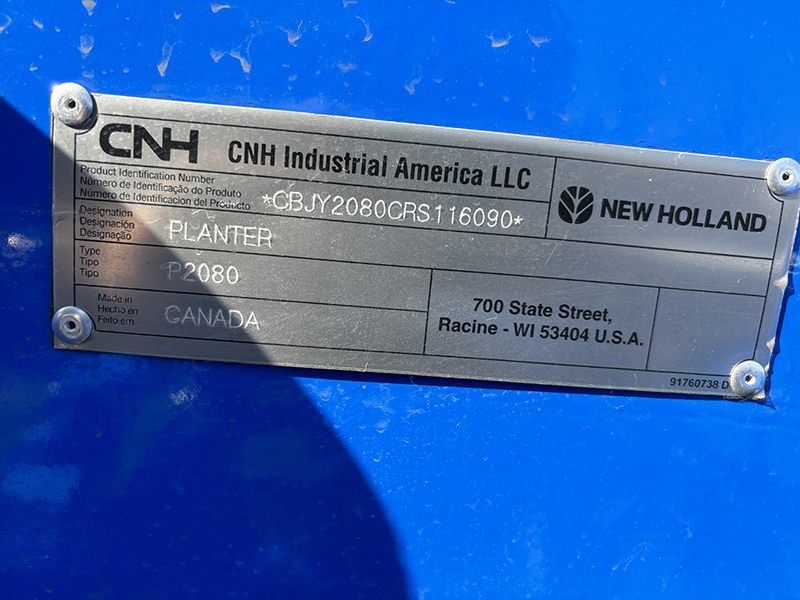 CNH CNH Industrial America LLC
NEW HOLLAND
Product Identification Number
Número de Identificação do Produto
Número de Identificacion del Producto
*CBJY2080CRS116090*
Designation
Designación
Designação
PLANTER
Type
Tipo
Tipo
P2080
Made in
Hecho en
Feito em
CANADA
700 State Street,
Racine - WI 53404 U.S.A.
91760738 D